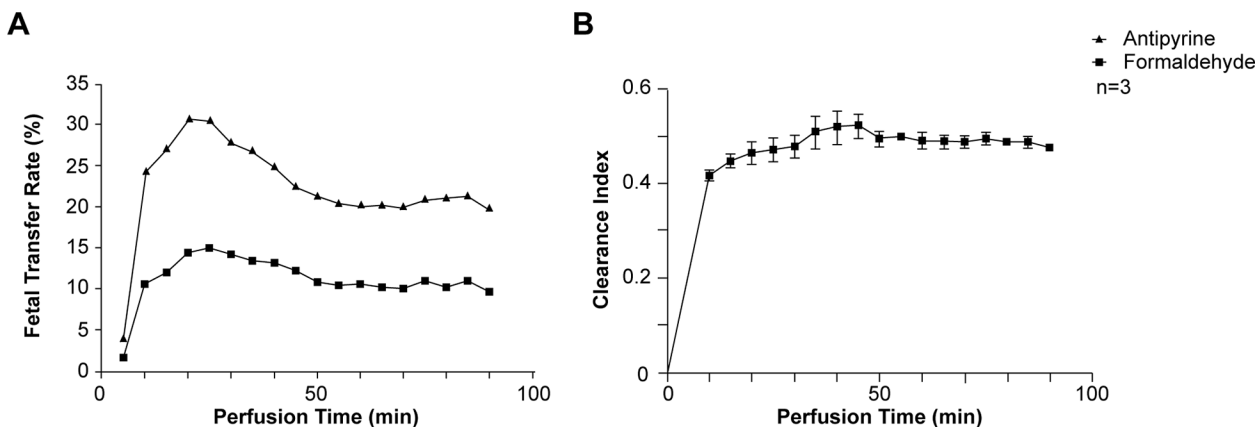 A
B
Antipyrine
Formaldehyde
n=3
Fetal Transfer Rate (%)
35
30
25
20
15
10
5
0
0
50
100
Perfusion Time (min)
Clearance Index
0.6
0.4
0.2
0
0
50
100
Perfusion Time (min)